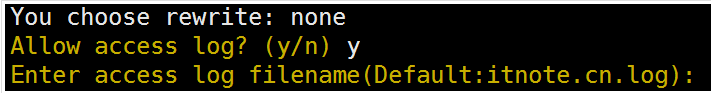 You choose rewrite: none
Allow access log? (y/n) y
Enter access log filename(Default:itnote.cn.log):